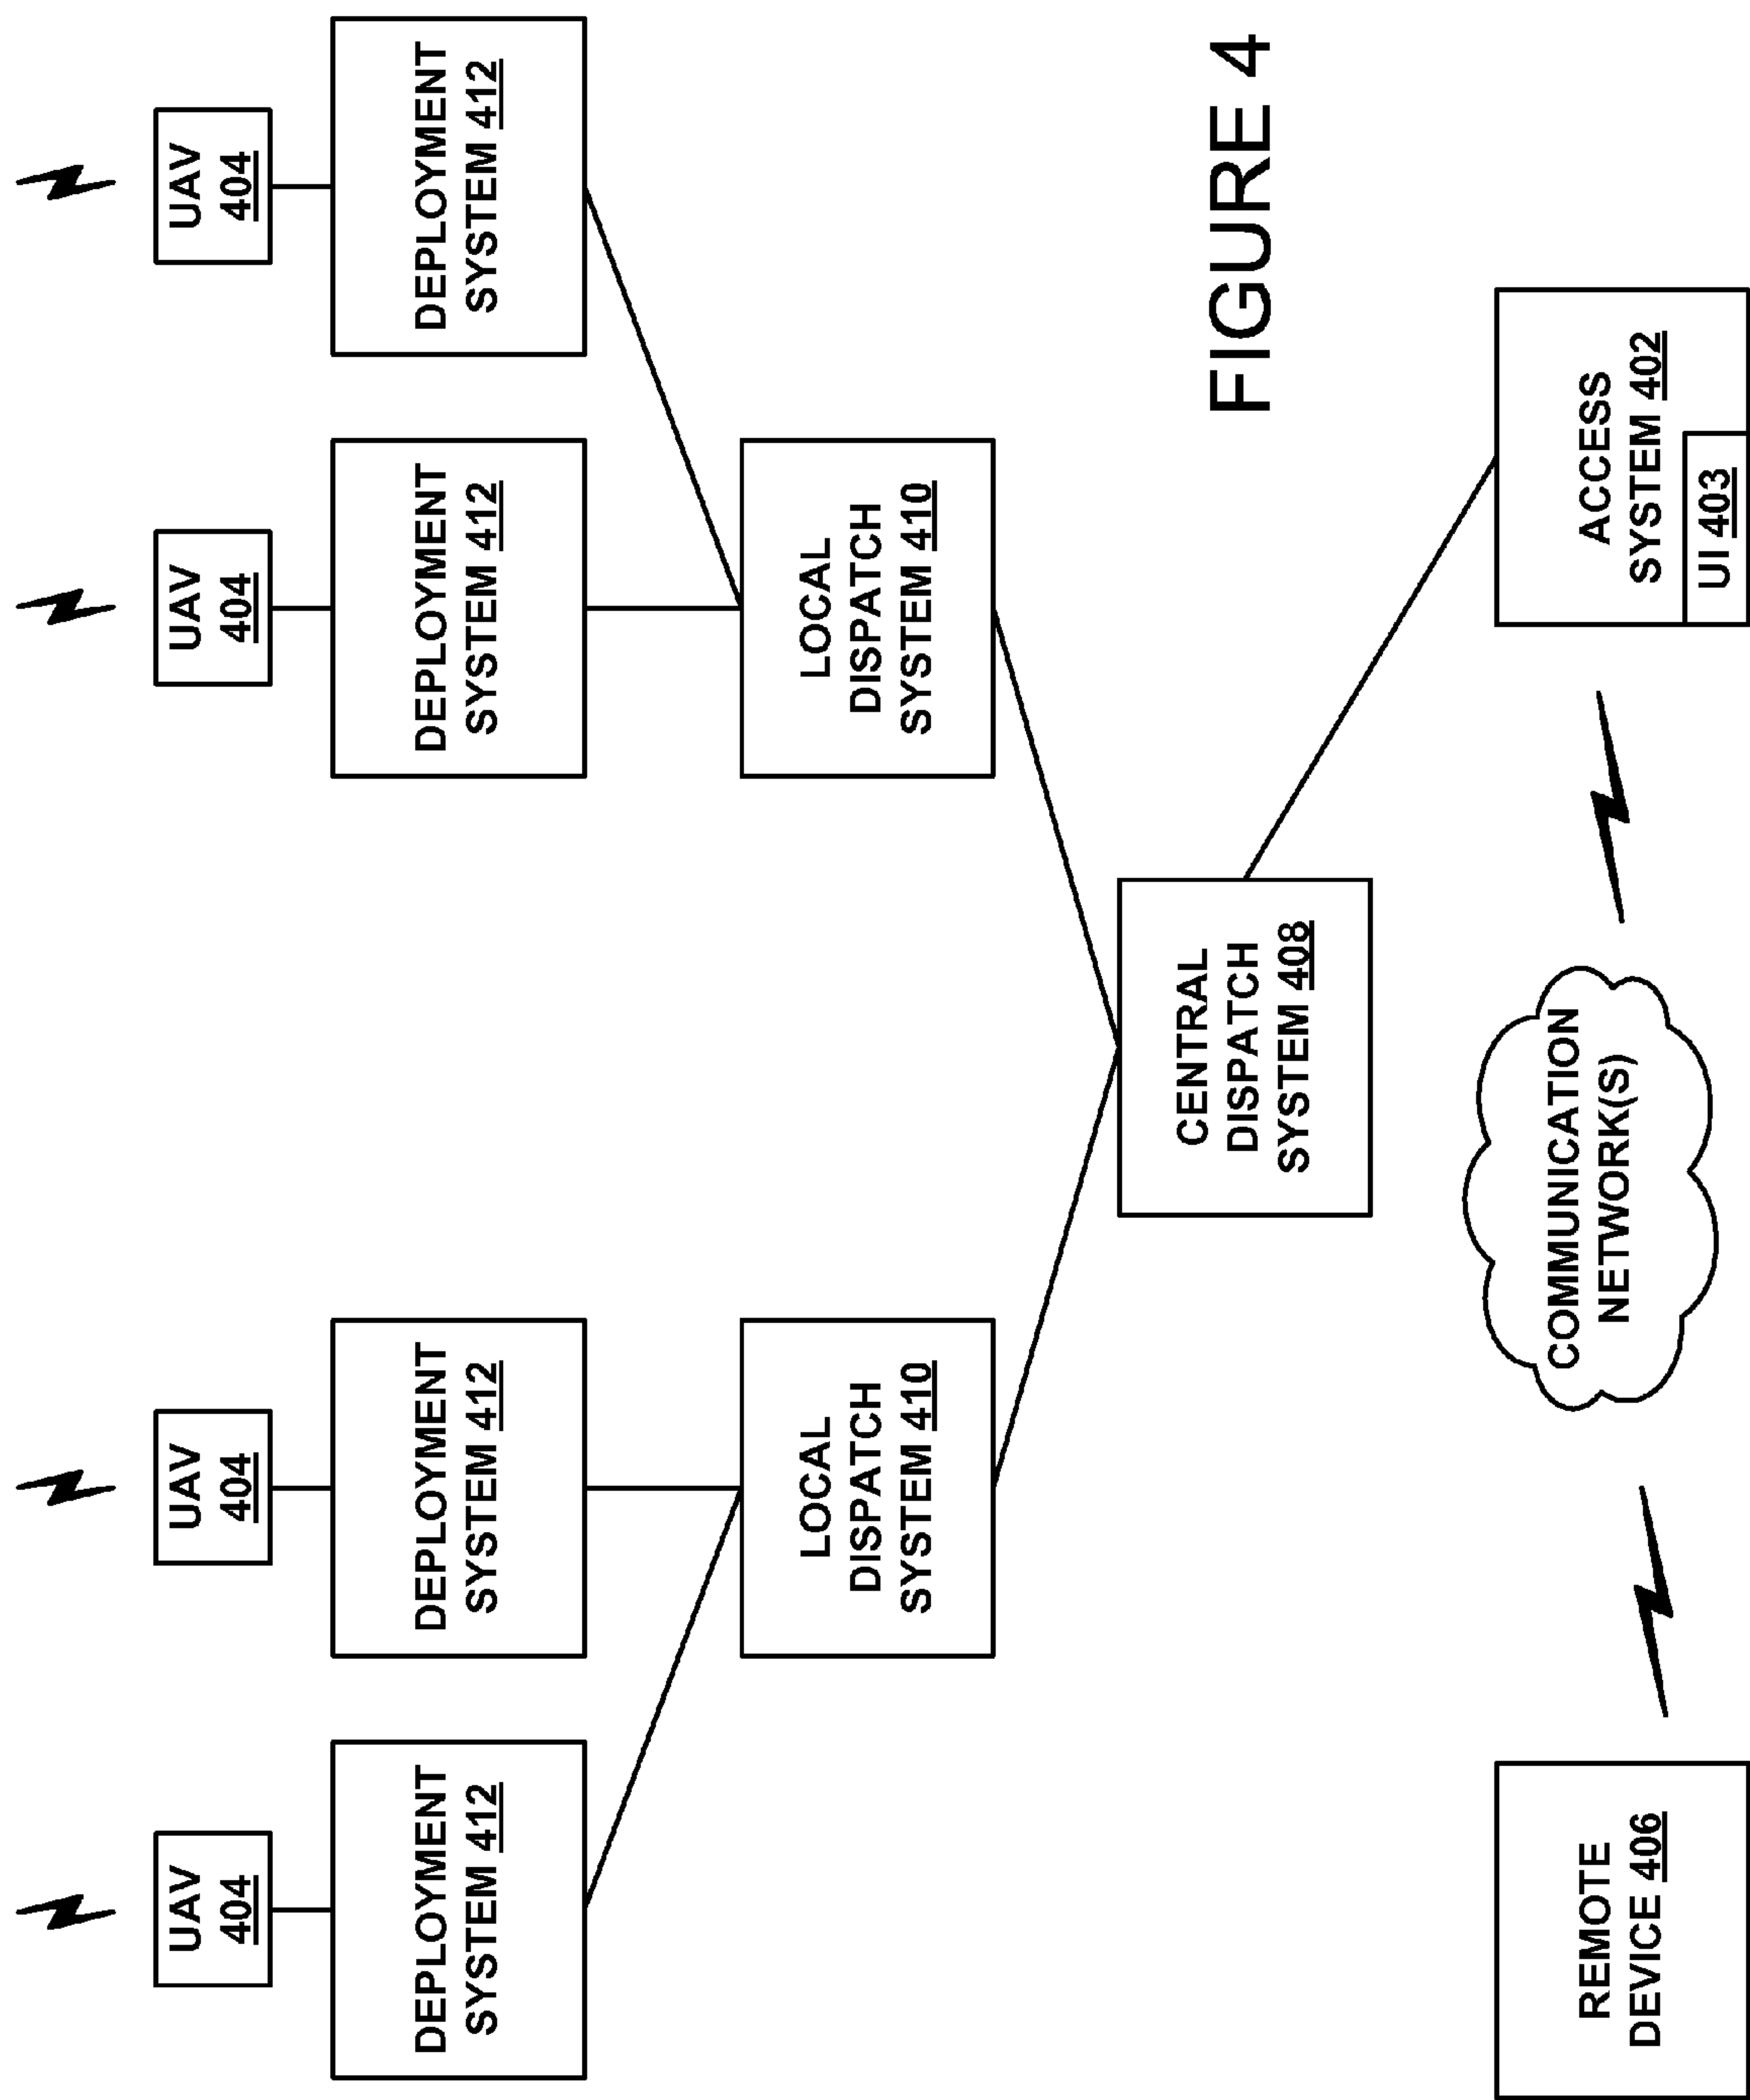 UAV
404
UAV
404
UAV
404
UAV
404
DEPLOYMENT
SYSTEM 412
DEPLOYMENT
SYSTEM 412
DEPLOYMENT
SYSTEM 412
DEPLOYMENT
SYSTEM 412
LOCAL
DISPATCH
SYSTEM 410
LOCAL
DISPATCH
SYSTEM 410
CENTRAL
DISPATCH
SYSTEM 408
FIGURE 4
REMOTE
DEVICE 406
COMMUNICATION
NETWORK(S)
ACCESS
SYSTEM 402
UI 403